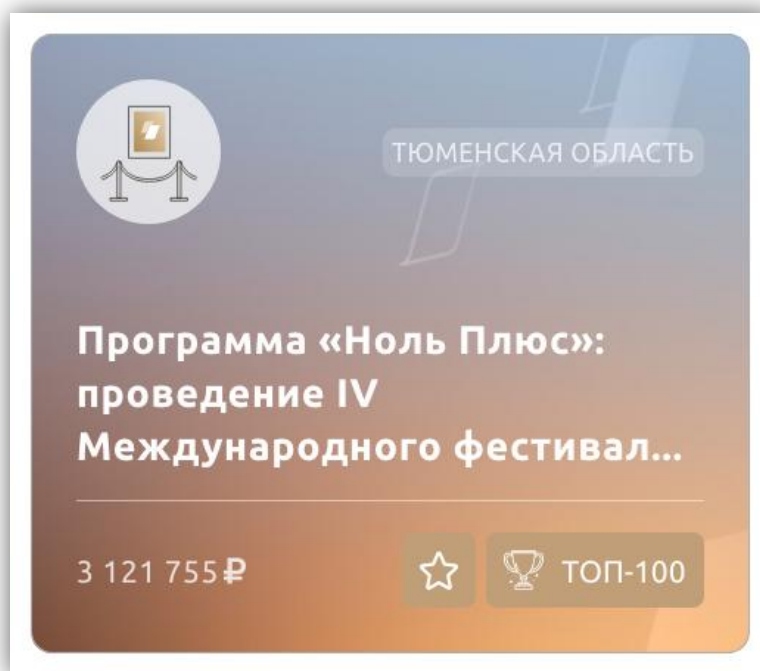 ТЮМЕНСКАЯ ОБЛАСТЬ
Программа «Ноль Плюс»:
проведение IV
Международного фестивал...
3 121 755 ₽
ТОП-100